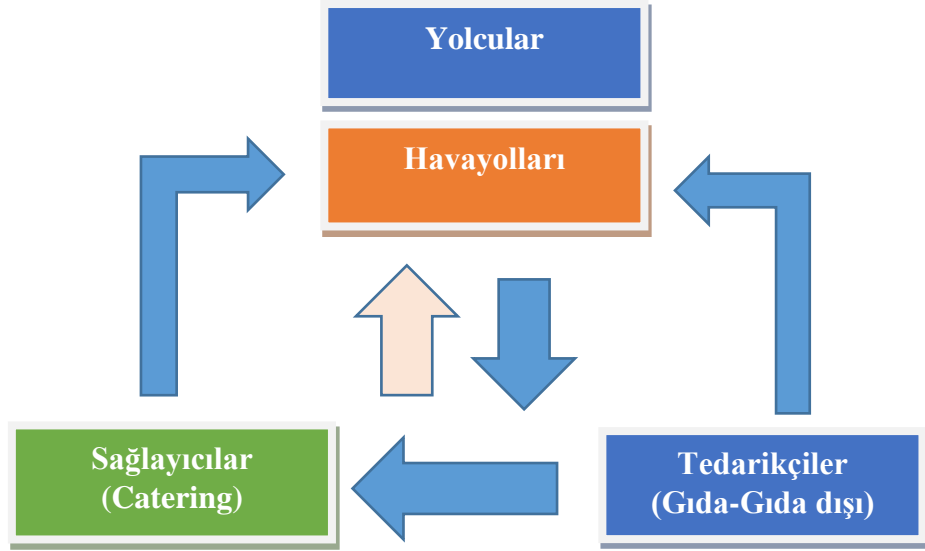 Yolcular
Havayolları
Sağlayıcılar
(Catering)
Tedarikçiler
(Gıda-Gıda dışı)